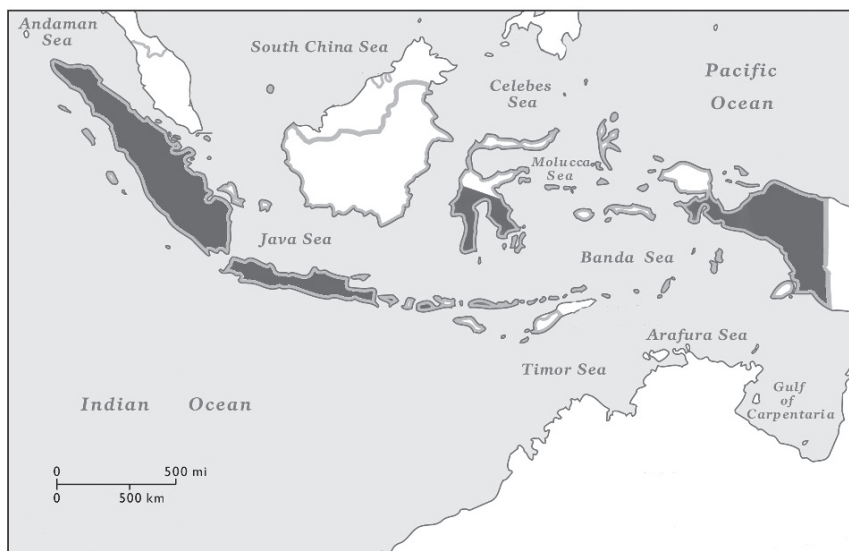 Andaman
Sea
South China Sea
Pacific
Ocean
Celebes
Sea
Molucca
Sea
Java Sea
Banda Sea
Arafura Sea
Timor Sea
Gulf
of
Carpentaria
Indian Ocean
0 500 mi
0 500 km